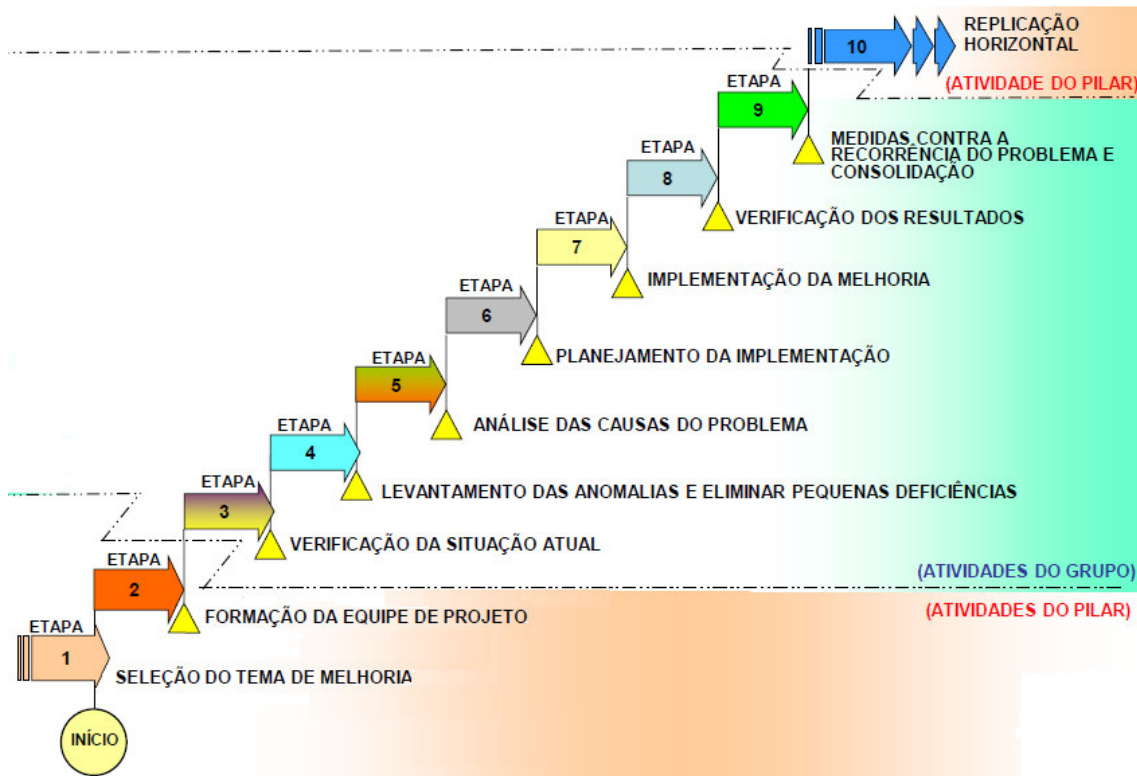 REPLICAÇÃO
HORIZONTAL
10
(ATIVIDADE DO PILAR)
ETAPA
9
MEDIDAS CONTRA A
RECORRÊNCIA DO PROBLEMA E
CONSOLIDAÇÃO
ETAPA
8
VERIFICAÇÃO DOS RESULTADOS
ETAPA
7
IMPLEMENTAÇÃO DA MELHORIA
ETAPA
6
PLANEJAMENTO DA IMPLEMENTAÇÃO
ETAPA
5
ANÁLISE DAS CAUSAS DO PROBLEMA
ETAPA
4
LEVANTAMENTO DAS ANOMALIAS E ELIMINAR PEQUENAS DEFICIÊNCIAS
ETAPA
3
VERIFICAÇÃO DA SITUAÇÃO ATUAL
(ATIVIDADES DO GRUPO)
ETAPA
2
(ATIVIDADES DO PILAR)
FORMAÇÃO DA EQUIPE DE PROJETO
ETAPA
1
SELEÇÃO DO TEMA DE MELHORIA
INÍCIO